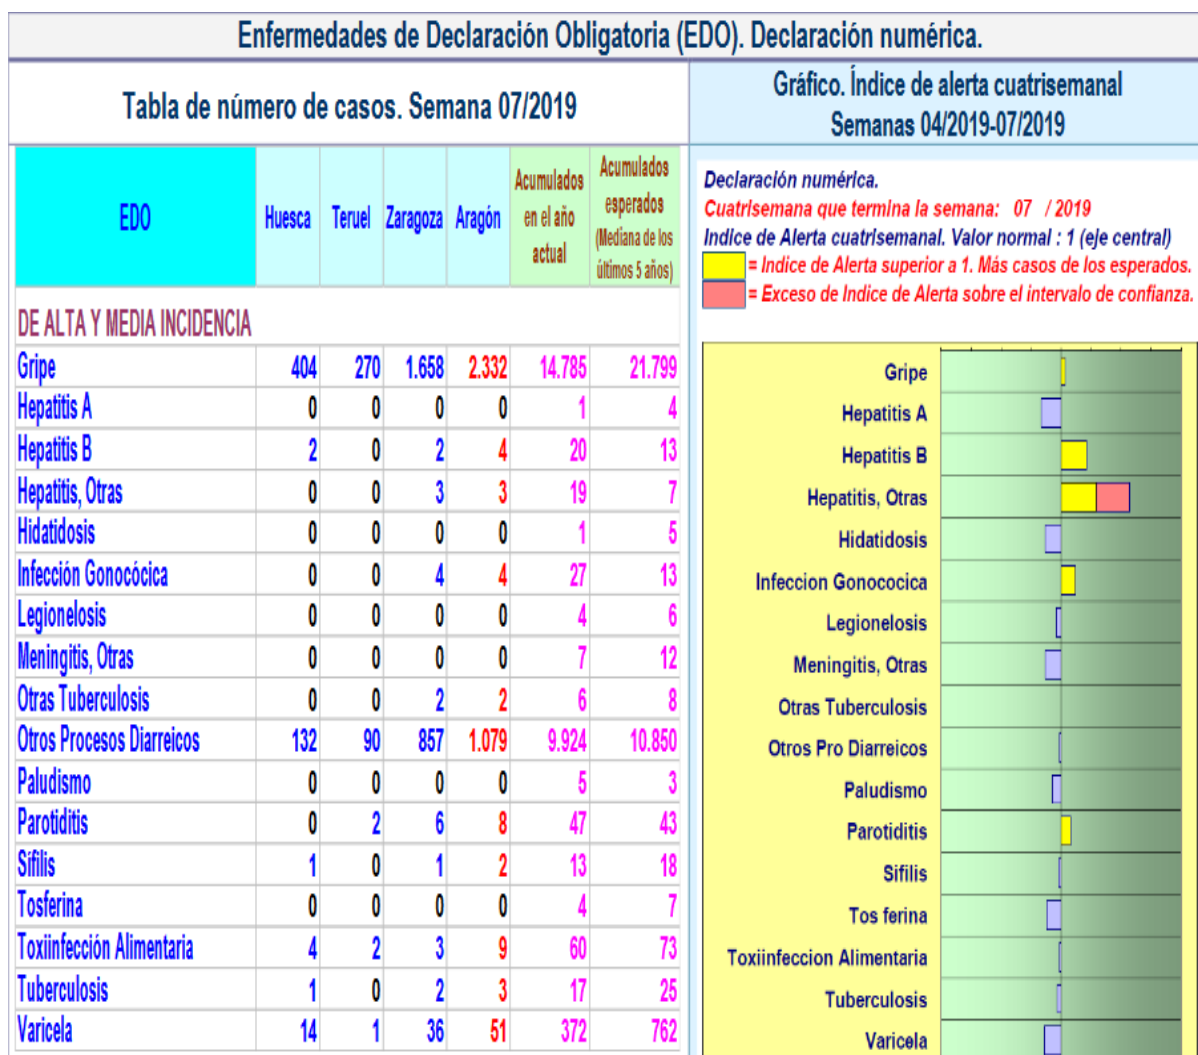 Enfermedades de Declaración Obligatoria (EDO). Declaración numérica.
Tabla de número de casos. Semana 07/2019
EDO Huesca Teruel Zaragoza Aragón Acumulados en el año actual Acumulados esperados (Mediana de los últimos 5 años)
DE ALTA Y MEDIA INCIDENCIA
Gripe 404 270 1.658 2.332 14.785 21.799
Hepatitis A 0 0 0 0 1 4
Hepatitis B 2 0 2 4 20 13
Hepatitis, Otras 0 0 3 3 19 7
Hidatidosis 0 0 0 0 1 5
Infección Gonocócica 0 0 4 4 27 13
Legionelosis 0 0 0 0 4 6
Meningitis, Otras 0 0 0 0 7 12
Otras Tuberculosis 0 0 2 2 6 8
Otros Procesos Diarreicos 132 90 857 1.079 9.924 10.850
Paludismo 0 0 0 0 5 3
Parotiditis 0 2 6 8 47 43
Sífilis 1 0 1 2 13 18
Tosferina 0 0 0 0 4 7
Toxiinfección Alimentaria 4 2 3 9 60 73
Tuberculosis 1 0 2 3 17 25
Varicela 14 1 36 51 372 762
Gráfico. Índice de alerta cuatrisemanal
Semanas 04/2019-07/2019
Declaración numérica.
Cuatrisemana que termina la semana: 07 / 2019
Indice de Alerta cuatrisemanal. Valor normal : 1 (eje central)
= Indice de Alerta superior a 1. Más casos de los esperados.
= Exceso de Indice de Alerta sobre el intervalo de confianza.
Gripe
Hepatitis A
Hepatitis B
Hepatitis, Otras
Hidatidosis
Infeccion Gonococica
Legionelosis
Meningitis, Otras
Otras Tuberculosis
Otros Pro Diarreicos
Paludismo
Parotiditis
Sifilis
Tos ferina
Toxiinfeccion Alimentaria
Tuberculosis
Varicela